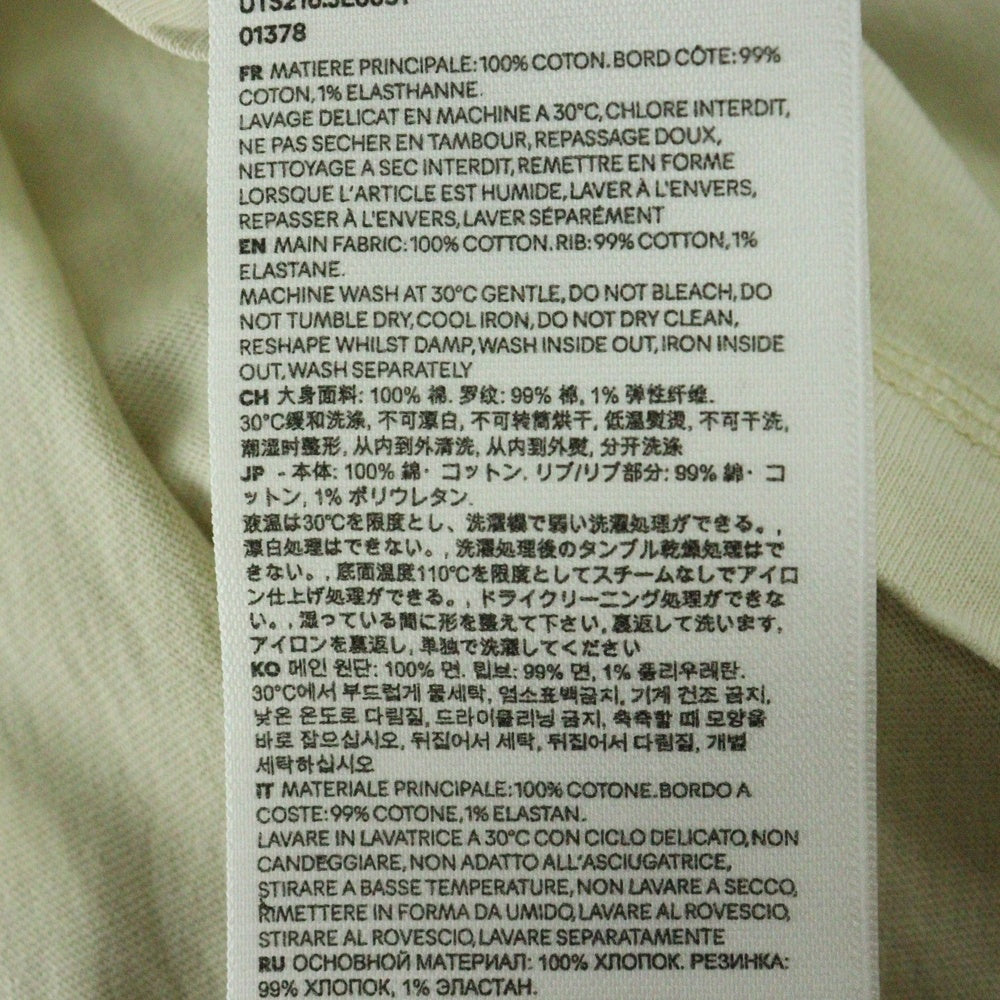 01378
FR MATIERE PRINCIPALE:100% COTON.BORD CÔTE:99%
COTON,1% ELASTHANNE.
LAVAGE DELICAT EN MACHINE A 30°C,CHLORE INTERDIT,
NE PAS SECHER EN TAMBOUR,REPASSAGE DOUX,
NETTOYAGE A SEC INTERDIT,REMETTRE EN FORME
LORSQUE L'ARTICLE EST HUMIDE,LAVER À L'ENVERS,
REPASSER À L'ENVERS,LAVER SÉPARÉMENT
EN MAIN FABRIC:100% COTTON.RIB:99% COTTON,1%
ELASTANE.
MACHINE WASH AT 30°C GENTLE,DO NOT BLEACH,DO
NOT TUMBLE DRY,COOL IRON,DO NOT DRY CLEAN,
RESHAPE WHILST DAMP,WASH INSIDE OUT,IRON INSIDE
OUT,WASH SEPARATELY
CH 大身面料: 100% 棉. 罗纹: 99% 棉, 1% 弹性纤维.
30°C缓和洗涤, 不可漂白, 不可转筒烘干, 低温熨烫, 不可干洗,
潮湿时整形, 从内到外清洗, 从内到外熨, 分开洗涤
JP - 本体: 100% 綿・コットン. リブ/リブ部分: 99% 綿・コ
ットン, 1% ポリウレタン.
液温は30℃を限度とし、洗濯機で弱い洗濯処理ができる。,
漂白処理はできない。, 洗濯処理後のタンブル乾燥処理はで
きない。, 底面温度110℃を限度としてスチームなしでアイロ
ン仕上げ処理ができる。, ドライクリーニング処理ができな
い。, 湿っている間に形を整えて下さい, 裏返して洗います,
アイロンを裏返し, 単独で洗濯してください
KO 메인 원단: 100% 면. 립브: 99% 면, 1% 폴리우레탄.
30°C에서 부드럽게 물세탁, 염소표백금지, 기계 건조 금지,
낮은 온도로 다림질, 드라이클리닝 금지, 축축할 때 모양을
바로 잡으십시오, 뒤집어서 세탁, 뒤집어서 다림질, 개별
세탁하십시오
IT MATERIALE PRINCIPALE:100% COTONE.BORDO A
COSTE:99% COTONE,1% ELASTAN.
LAVARE IN LAVATRICE A 30°C CON CICLO DELICATO,NON
CANDEGGIARE, NON ADATTO ALL'ASCIUGATRICE,
STIRARE A BASSE TEMPERATURE, NON LAVARE A SECCO,
RIMETTERE IN FORMA DA UMIDO,LAVARE AL ROVESCIO,
STIRARE AL ROVESCIO,LAVARE SEPARATAMENTE
RU ОСНОВНОЙ МАТЕРИАЛ: 100% ХЛОПОК. РЕЗИНКА:
99% ХЛОПОК, 1% ЭЛАСТАН.